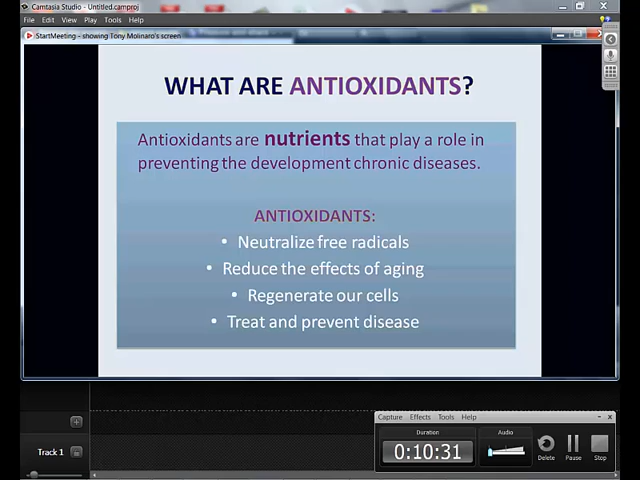 Camtasia Studio - Untitled.camproj
File Edit View Play Tools Help
StartMeeting - showing Tony Molinaro's screen
WHAT ARE ANTIOXIDANTS?
Antioxidants are nutrients that play a role in
preventing the development chronic diseases.
ANTIOXIDANTS:
• Neutralize free radicals
• Reduce the effects of aging
• Regenerate our cells
• Treat and prevent disease
Capture Effects Tools Help
Duration
Audio
0:10:31
Delete Pause Stop
Track 1